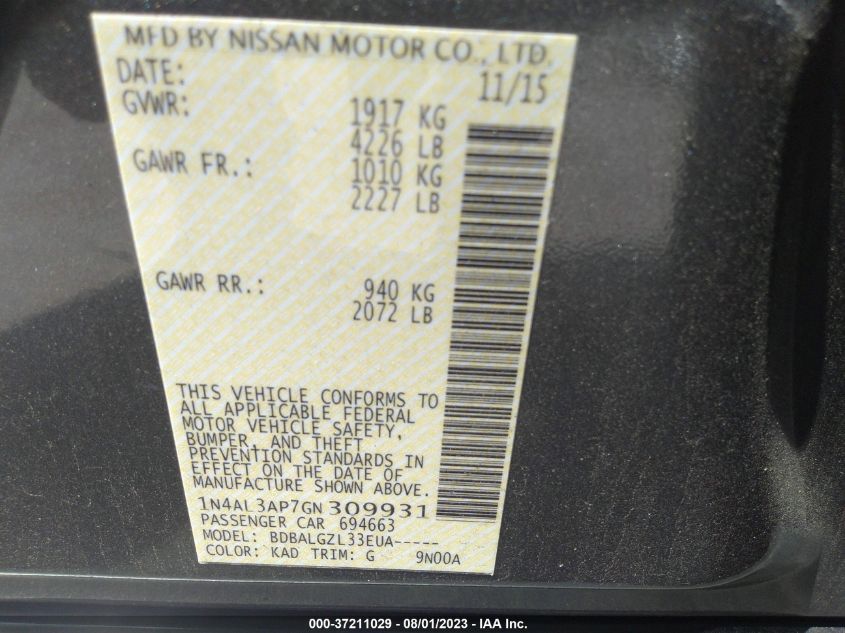 MFD BY NISSAN MOTOR CO., LTD.
DATE: 11/15
GVWR: 1917 KG
4226 LB
GAWR FR.: 1010 KG
2227 LB
GAWR RR.: 940 KG
2072 LB
THIS VEHICLE CONFORMS TO
ALL APPLICABLE FEDERAL
MOTOR VEHICLE SAFETY,
BUMPER, AND THEFT
PREVENTION STANDARDS IN
EFFECT ON THE DATE OF
MANUFACTURE SHOWN ABOVE.
1N4AL3AP7GN309931
PASSENGER CAR 694663
MODEL: BDBALGZL33EUA-----
COLOR: KAD TRIM: G 9N00A
000-37211029 - 08/01/2023 - IAA Inc.